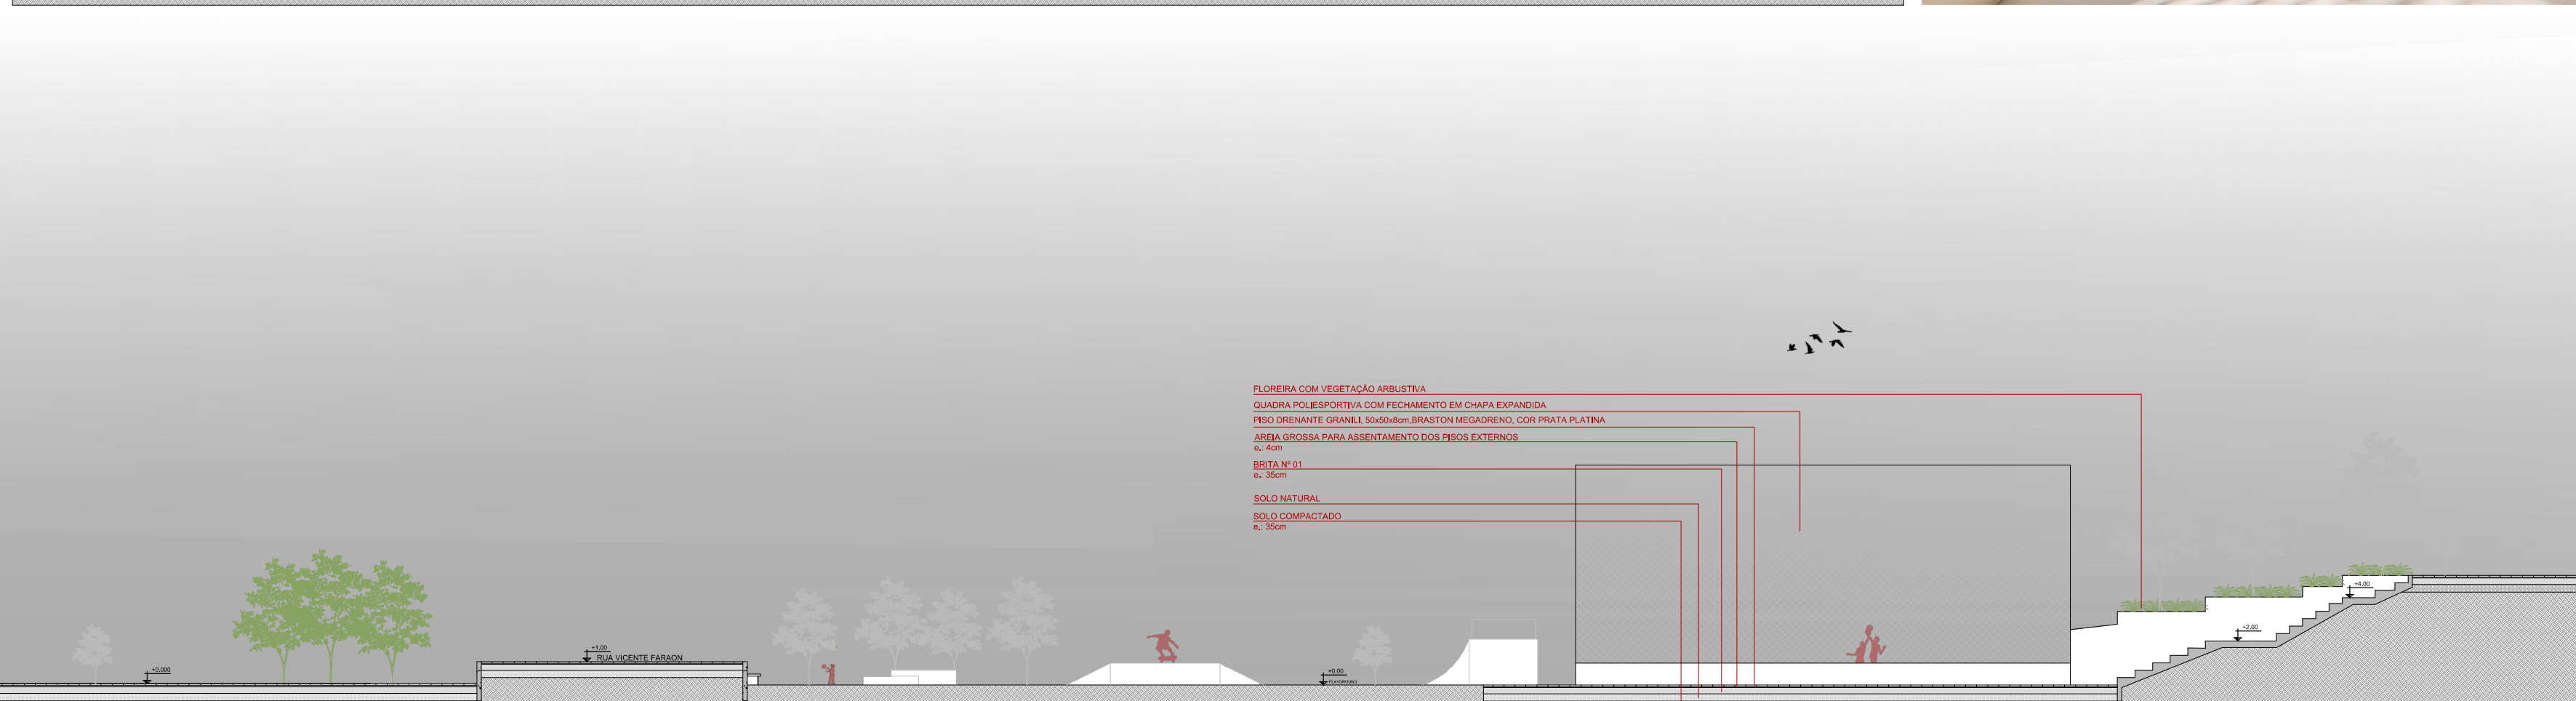 FLOREIRA COM VEGETAÇÃO ARBUSTIVA
QUADRA POLIESPORTIVA COM FECHAMENTO EM CHAPA EXPANDIDA
PISO DRENANTE GRANILI, 50x50x8cm,BRASTON MEGADRENO, COR PRATA PLATINA
AREIA GROSSA PARA ASSENTAMENTO DOS PISOS EXTERNOS
e.: 4cm
BRITA Nº 01
e.: 35cm
SOLO NATURAL
SOLO COMPACTADO
e.: 35cm
+4,00
+2,00
+1,00
RUA VICENTE FARAON
+0,000
+0,00
PLAYGROUND